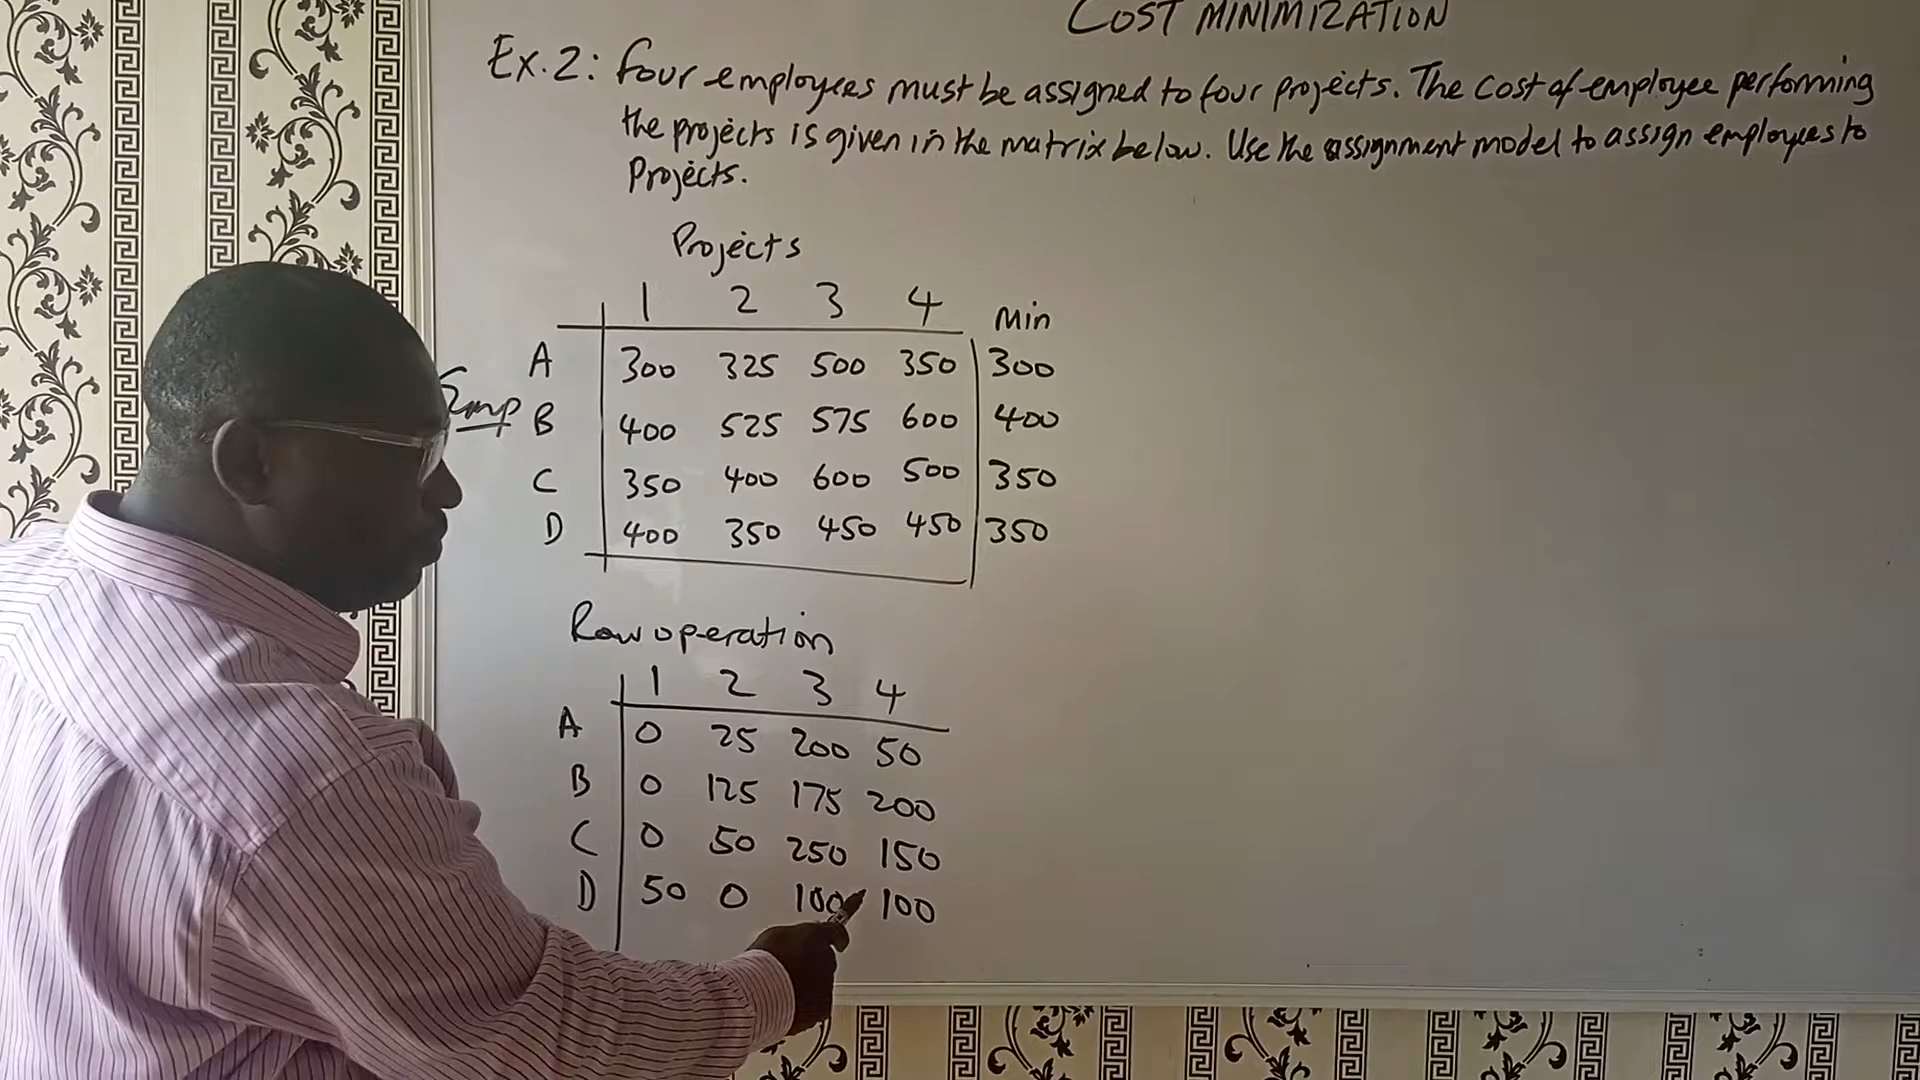 COST MINIMIZATION
Ex.2: Four employees must be assigned to four projects. The cost of employee performing
the projects is given in the matrix below. Use the assignment model to assign employees to
Projects.
Projects
1 2 3 4 Min
A 300 325 500 350 300
Emp B 400 525 575 600 400
C 350 400 600 500 350
D 400 350 450 450 350
Row operation
1 2 3 4
A 0 25 200 50
B 0 125 175 200
C 0 50 250 150
D 50 0 100 100